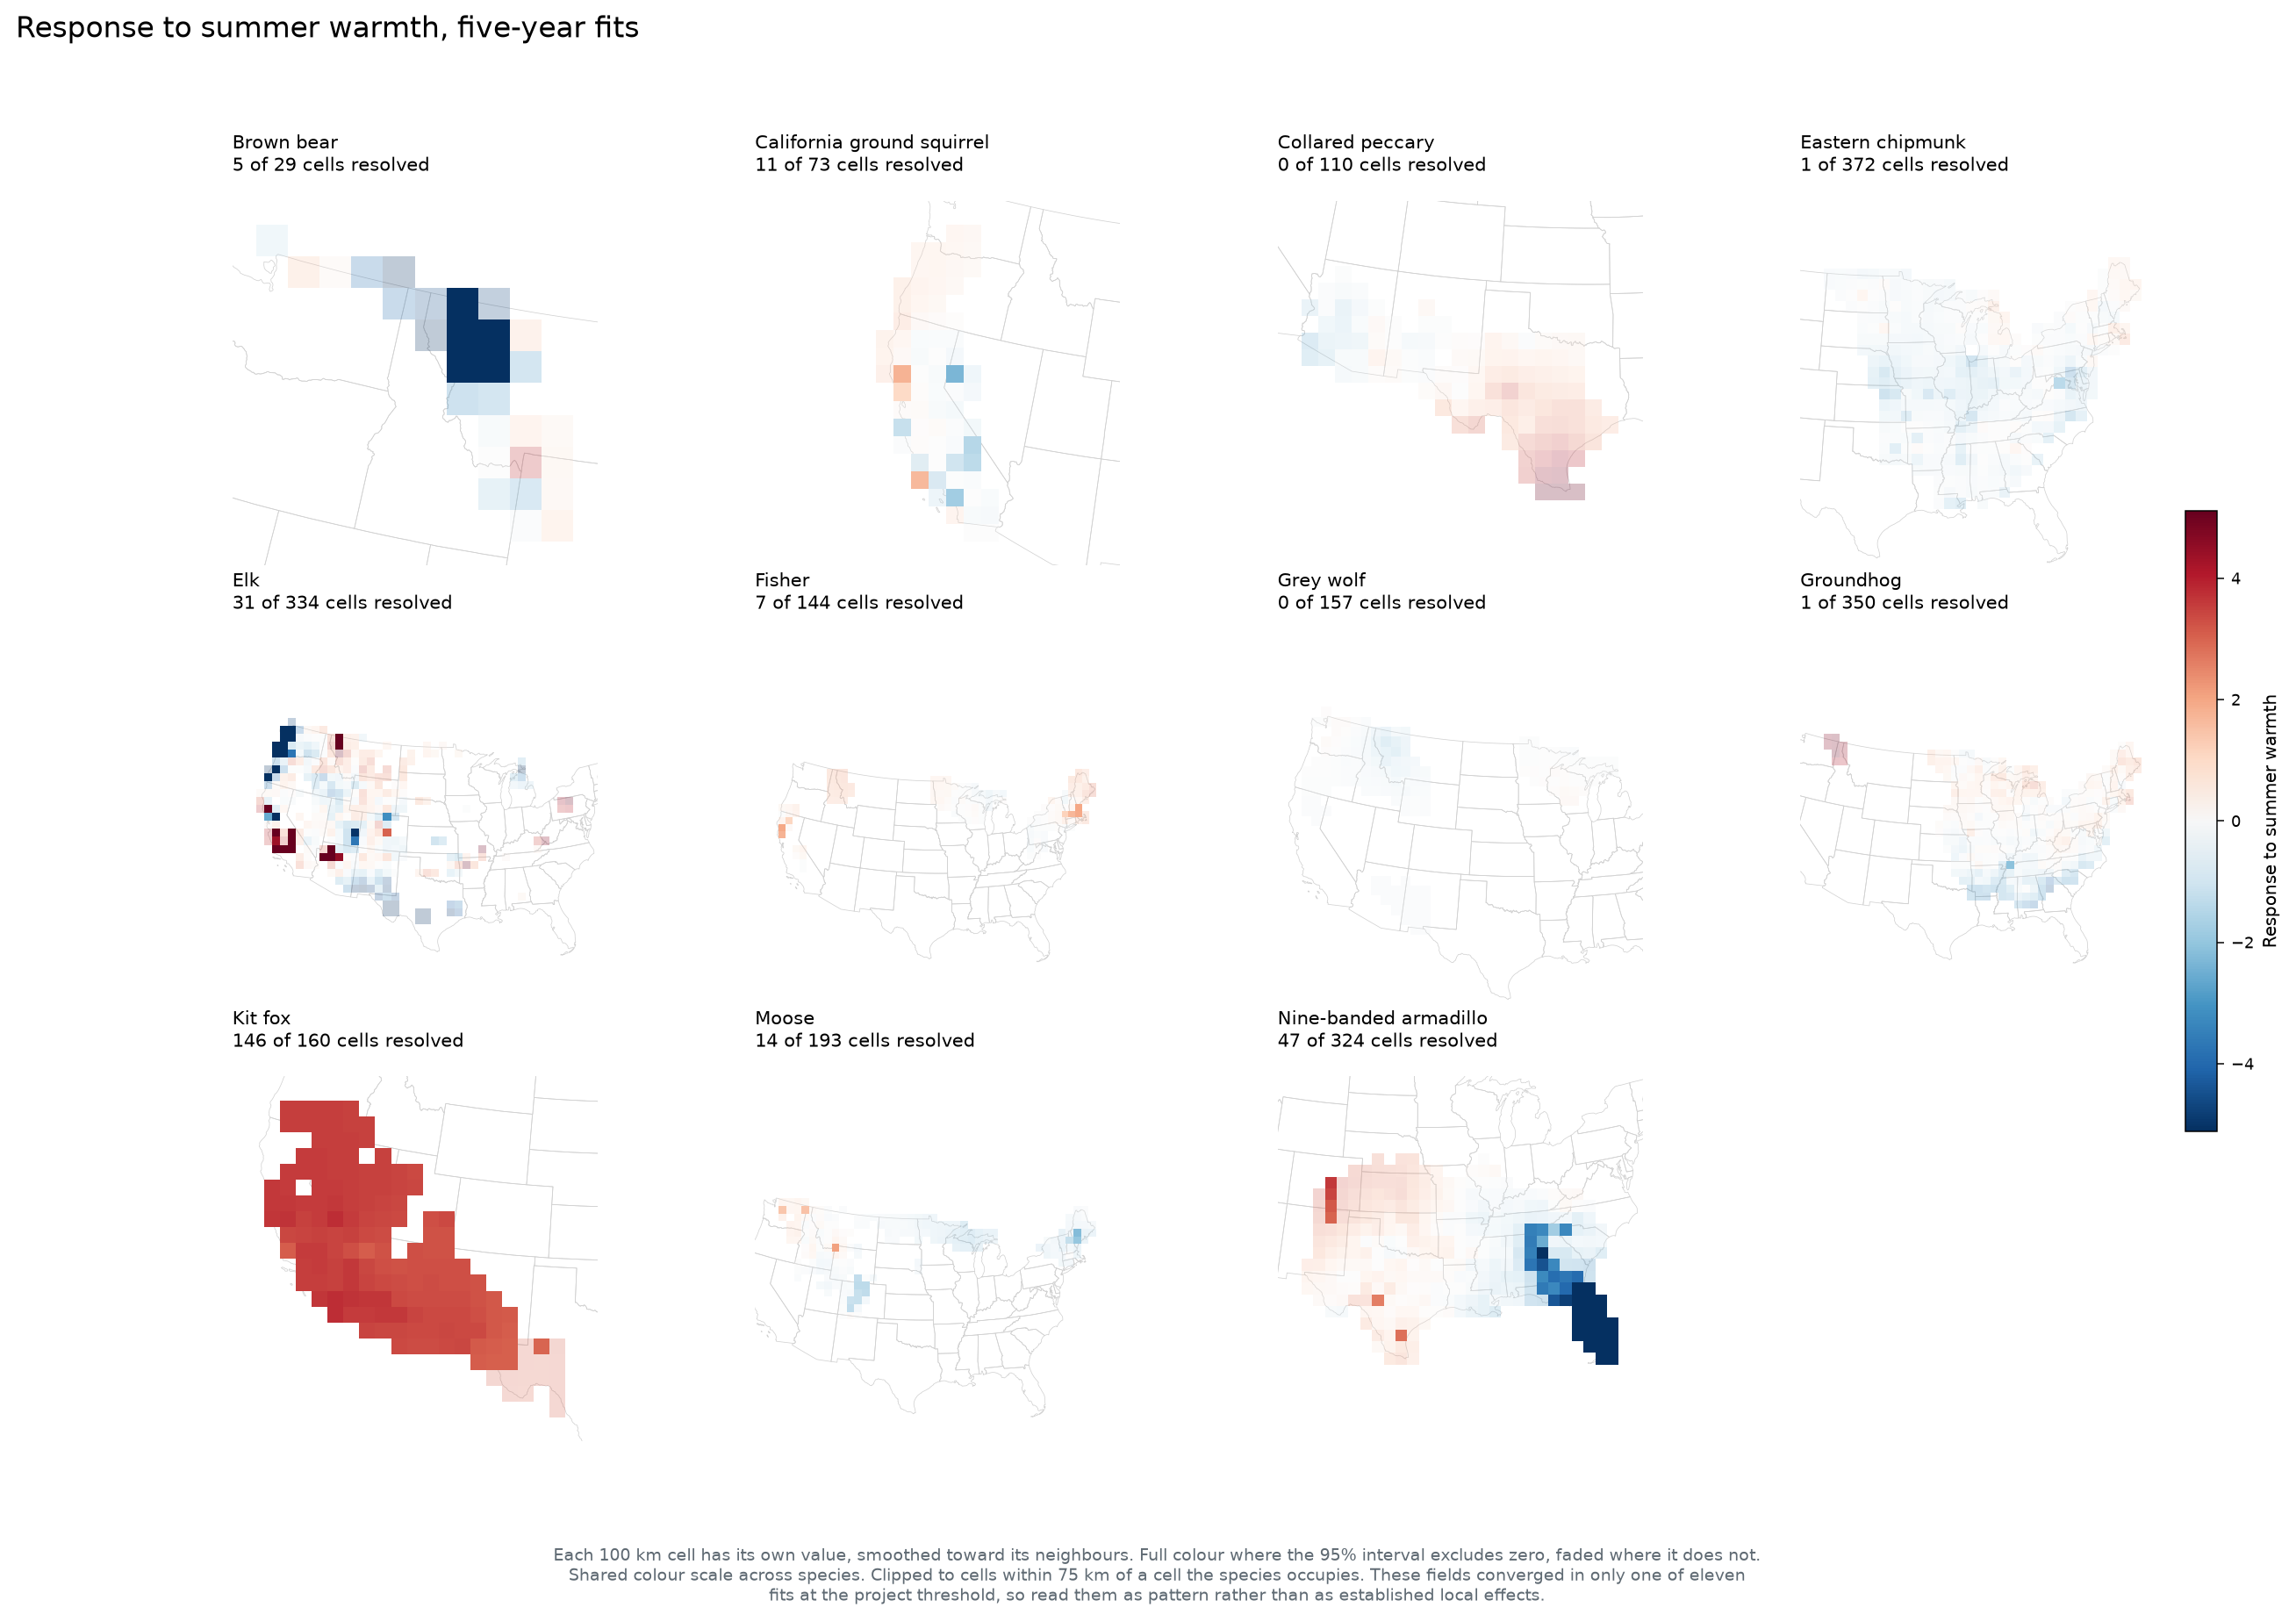 Response to summer warmth, five-year fits
Brown bear
5 of 29 cells resolved
California ground squirrel
11 of 73 cells resolved
Collared peccary
0 of 110 cells resolved
Eastern chipmunk
1 of 372 cells resolved
Elk
31 of 334 cells resolved
Fisher
7 of 144 cells resolved
Grey wolf
0 of 157 cells resolved
Groundhog
1 of 350 cells resolved
Kit fox
146 of 160 cells resolved
Moose
14 of 193 cells resolved
Nine-banded armadillo
47 of 324 cells resolved
4
2
0
−2
−4
Response to summer warmth
Each 100 km cell has its own value, smoothed toward its neighbours. Full colour where the 95% interval excludes zero, faded where it does not.
Shared colour scale across species. Clipped to cells within 75 km of a cell the species occupies. These fields converged in only one of eleven
fits at the project threshold, so read them as pattern rather than as established local effects.